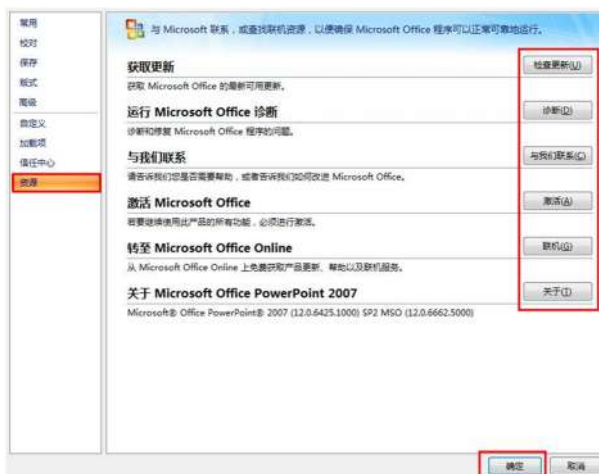 常用
校对
保存
版式
高级
自定义
加载项
信任中心
资源
与 Microsoft 联系，或查找联机资源，以便确保 Microsoft Office 程序可以正常可靠地运行。
获取更新
检查更新(U)
获取 Microsoft Office 的最新可用更新。
运行 Microsoft Office 诊断
诊断(D)
诊断和修复 Microsoft Office 程序的问题。
与我们联系
与我们联系(C)
请告诉我们您是否需要帮助，或者告诉我们如何改进 Microsoft Office。
激活 Microsoft Office
激活(A)
若要继续使用此产品的所有功能，必须进行激活。
转至 Microsoft Office Online
联机(G)
从 Microsoft Office Online 上免费获取产品更新、帮助以及联机服务。
关于 Microsoft Office PowerPoint 2007
关于(T)
Microsoft® Office PowerPoint® 2007 (12.0.6425.1000) SP2 MSO (12.0.6662.5000)
确定
取消